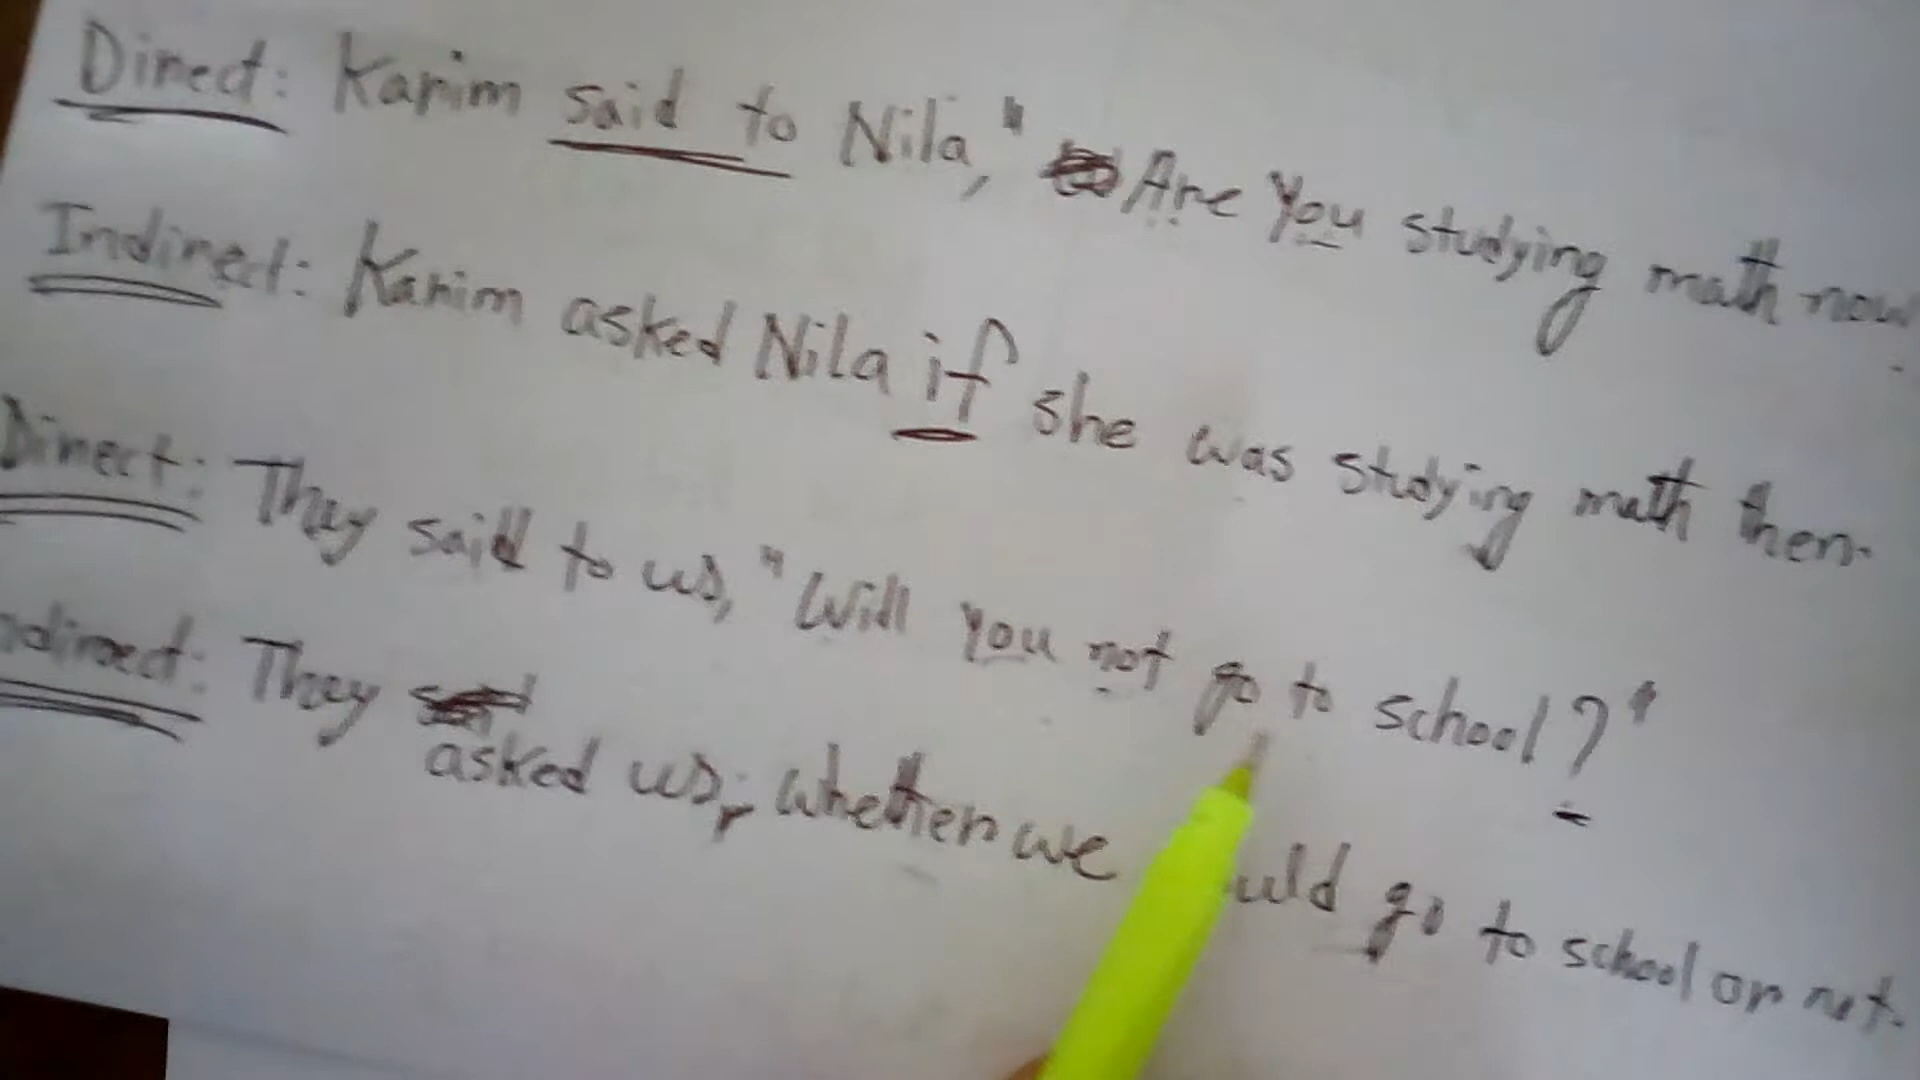 Direct: Karim said to Nila," Are you studying math now
Indirect: Karim asked Nila if she was studying math then.
Direct: They said to us, "Will you not go to school?"
ndirect: They asked us, whether we ould go to school or not.